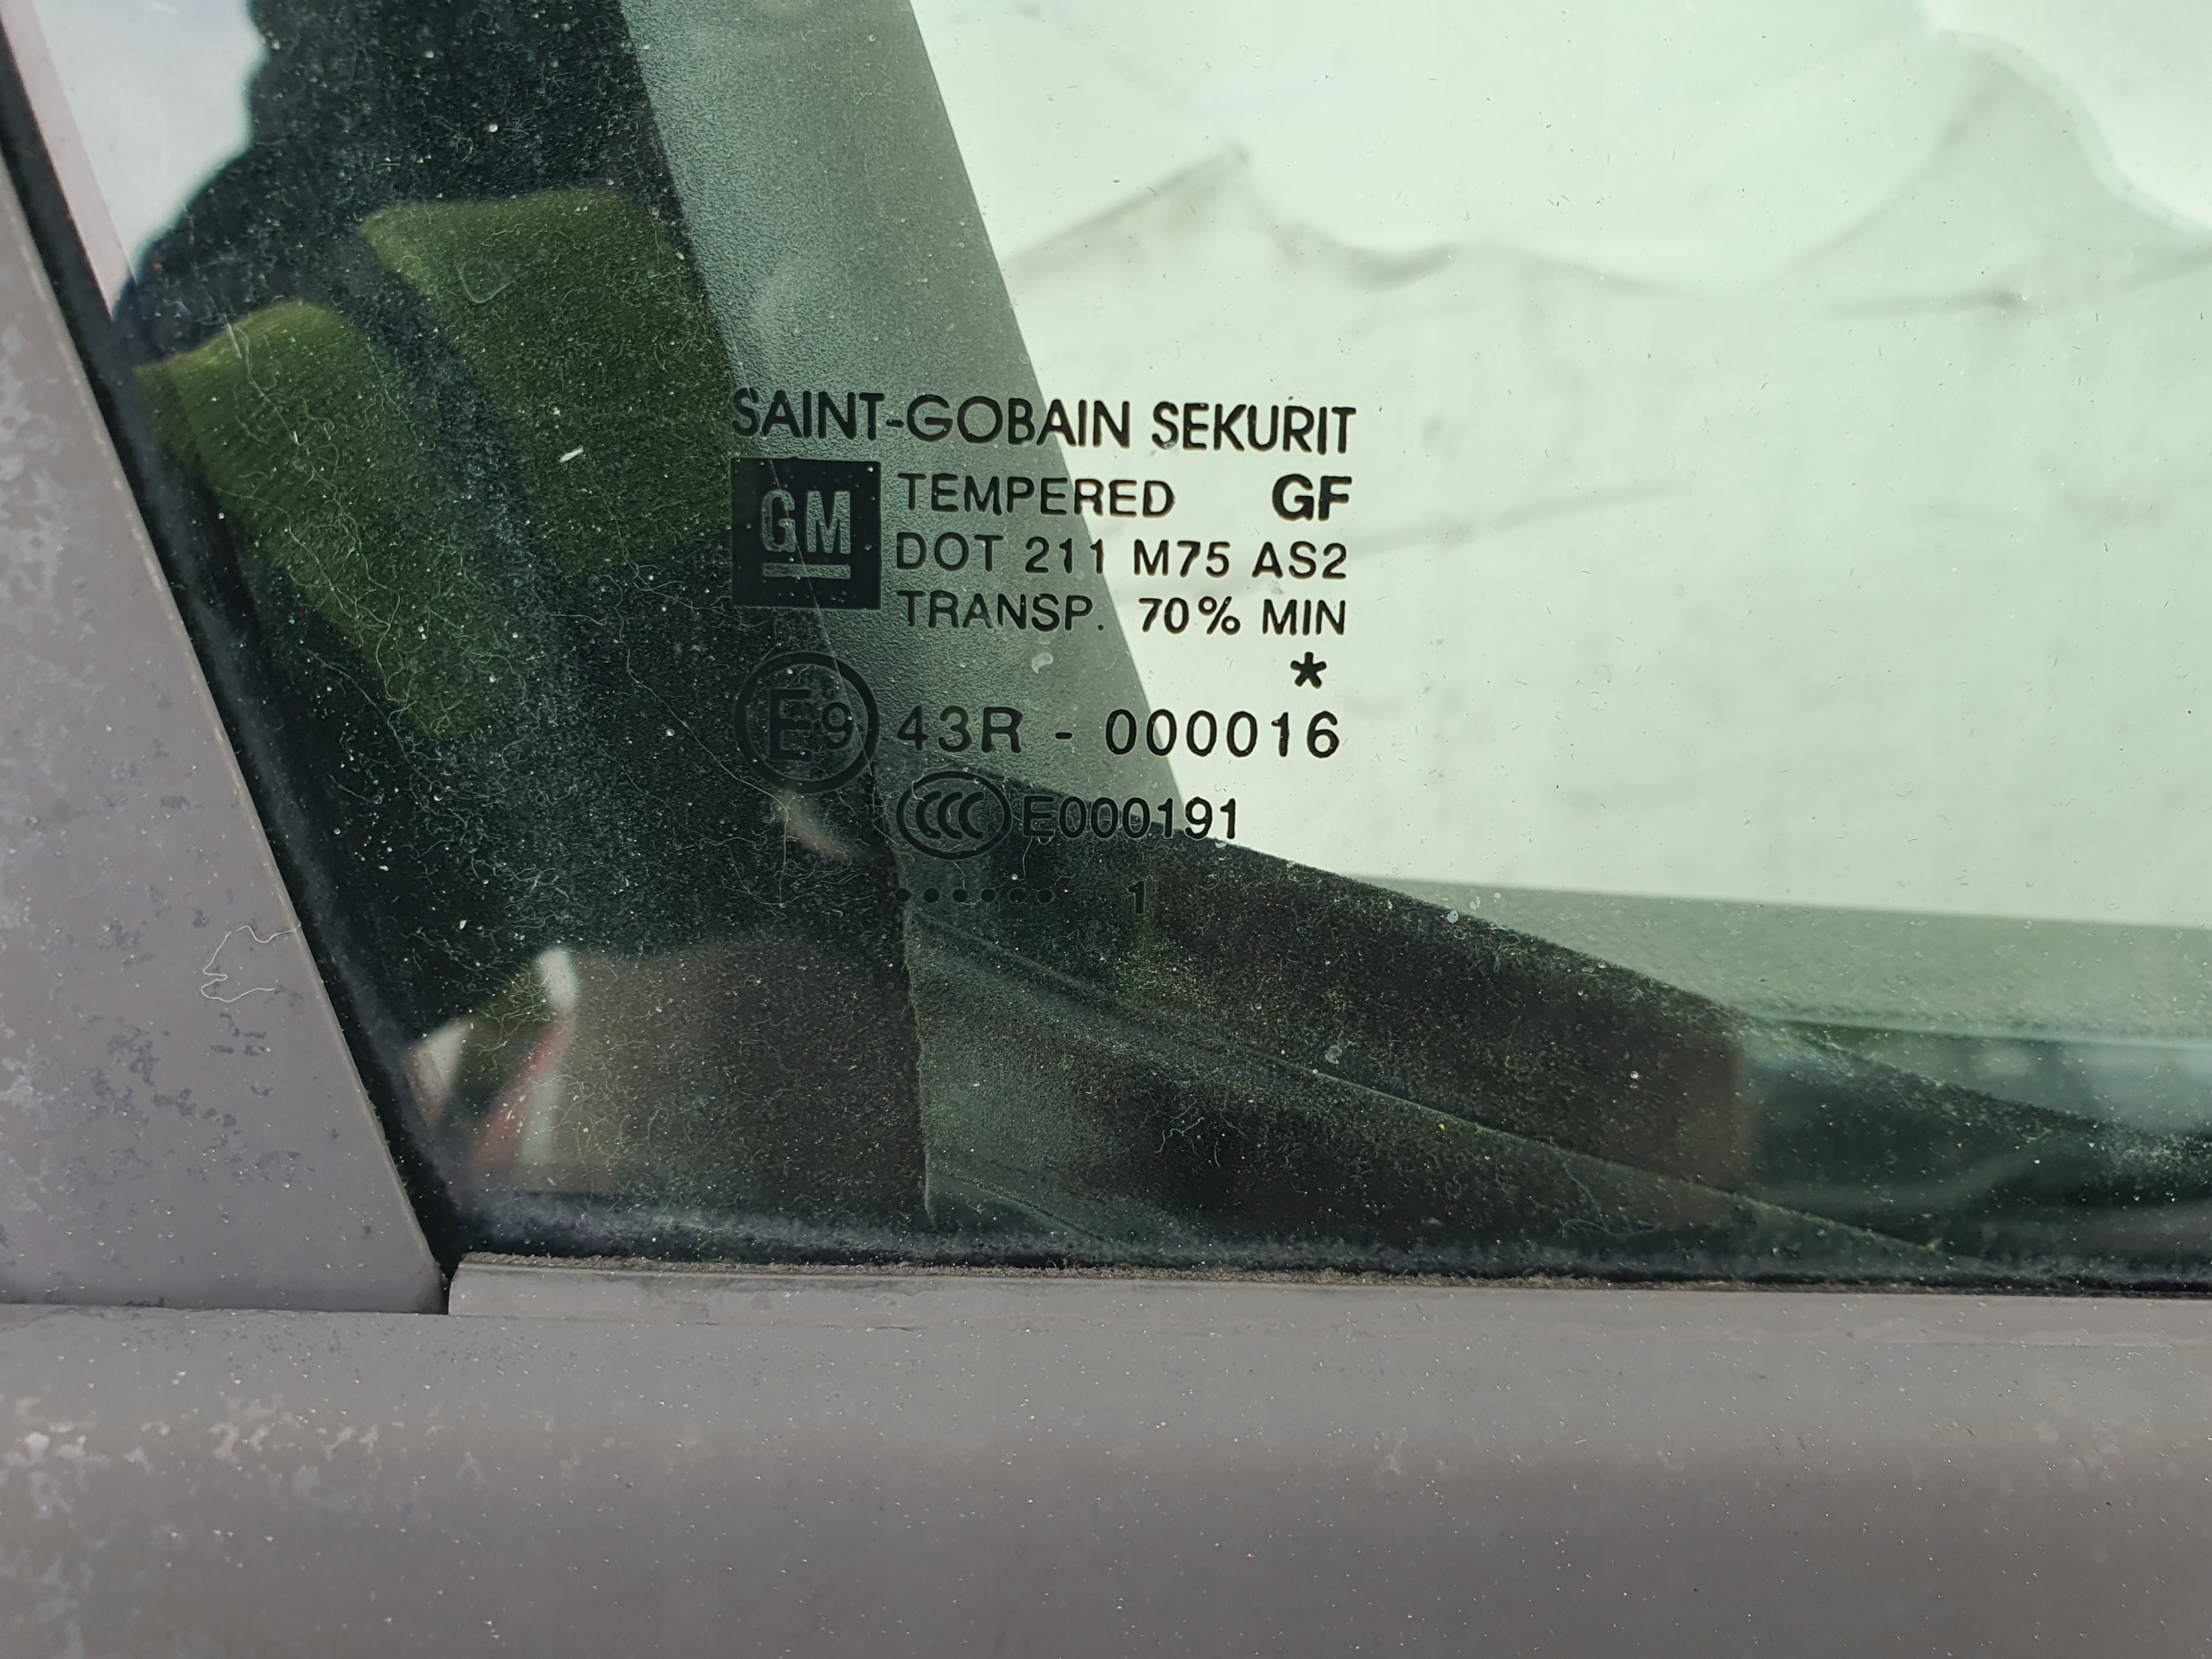 SAINT-GOBAIN SEKURIT
GM
TEMPERED GF
DOT 211 M75 AS2
TRANSP. 70% MIN
*
E9 43R - 000016
CCC E000191
....... 1